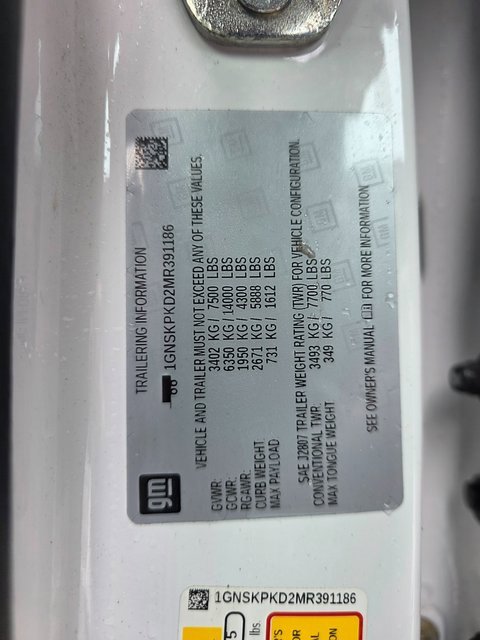 TRAILERING INFORMATION
1GNSKPKD2MR391186
VEHICLE AND TRAILER MUST NOT EXCEED ANY OF THESE VALUES.
GVWR: 3402 KG / 7500 LBS
GCWR: 6350 KG / 14000 LBS
RGAWR: 1950 KG / 4300 LBS
CURB WEIGHT: 2671 KG / 5888 LBS
MAX PAYLOAD 731 KG / 1612 LBS
SAE J2807 TRAILER WEIGHT RATING (TWR) FOR VEHICLE CONFIGURATION.
CONVENTIONAL TWR: 3493 KG / 7700 LBS
MAX TONGUE WEIGHT 349 KG / 770 LBS
SEE OWNER'S MANUAL FOR MORE INFORMATION
gm
1GNSKPKD2MR391186
5
lbs.